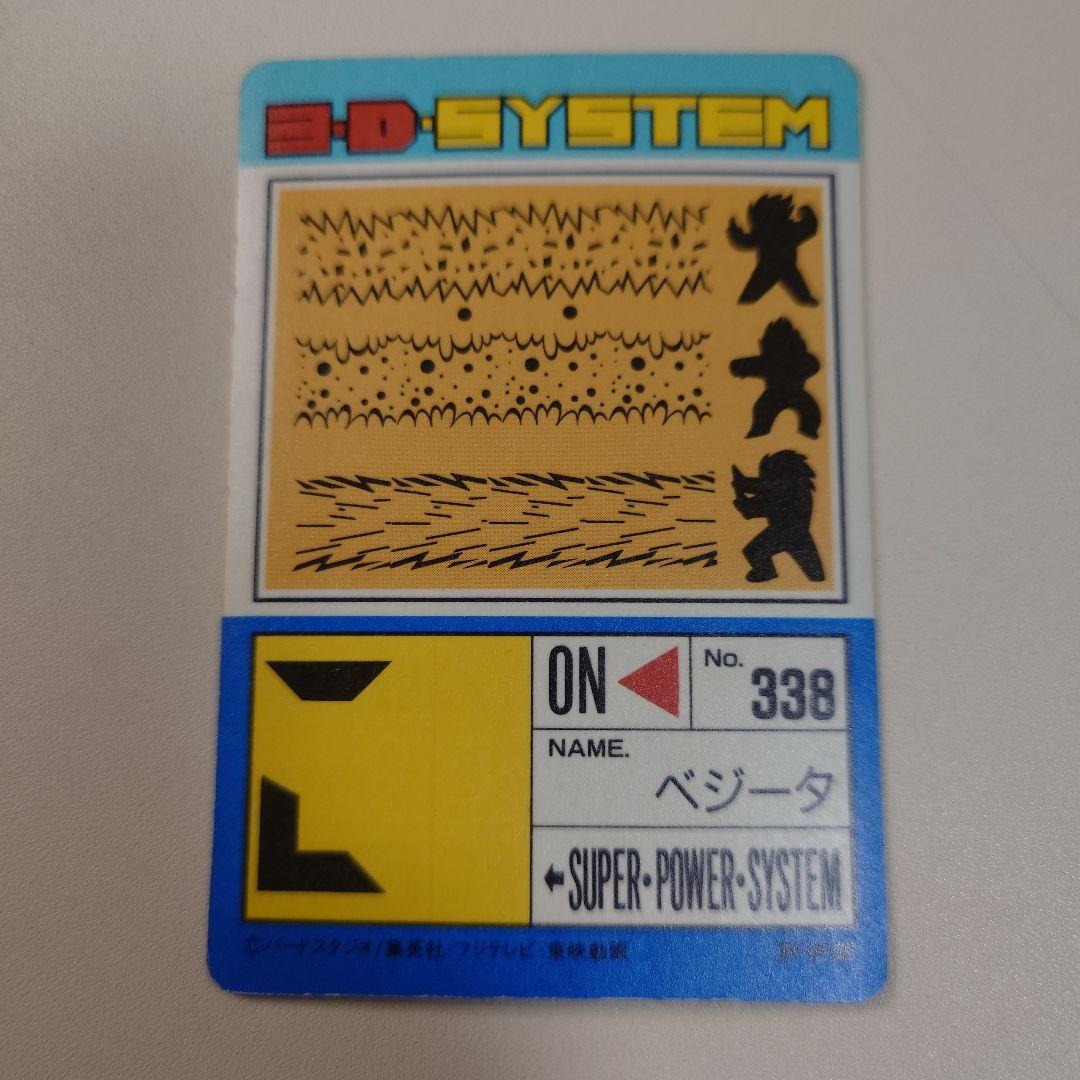 3·D·SYSTEM
ON
No. 338
NAME.
ベジータ
SUPER·POWER·SYSTEM
©バードスタジオ/集英社・フジテレビ・東映動画